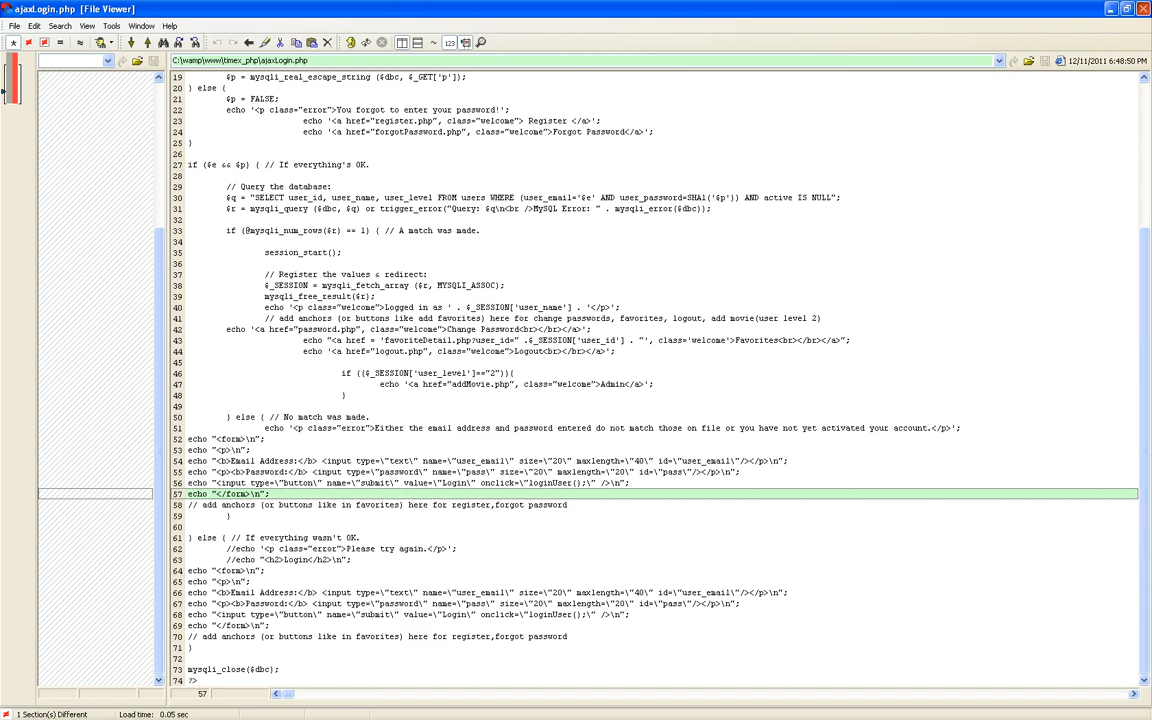 ajaxLogin.php - [File Viewer]
File Edit Search View Tools Window Help
C:\wamp\www\timex_php\ajaxLogin.php 12/11/2011 6:48:50 PM
19 $p = mysqli_real_escape_string ($dbc, $_GET['p']);
20 } else {
21 $p = FALSE;
22 echo '<p class="error">You forgot to enter your password!';
23 echo '<a href="register.php", class="welcome"> Register </a>';
24 echo '<a href="forgotPassword.php", class="welcome">Forgot Password</a>';
25 }
26
27 if ($e && $p) { // If everything's OK.
28
29 // Query the database:
30 $q = "SELECT user_id, user_name, user_level FROM users WHERE (user_email='$e' AND user_password=SHA1('$p')) AND active IS NULL";
31 $r = mysqli_query ($dbc, $q) or trigger_error("Query: $q\n<br />MySQL Error: " . mysqli_error($dbc));
32
33 if (@mysqli_num_rows($r) == 1) { // A match was made.
34
35 session_start();
36
37 // Register the values & redirect:
38 $_SESSION = mysqli_fetch_array ($r, MYSQLI_ASSOC);
39 mysqli_free_result($r);
40 echo '<p class="welcome">Logged in as ' . $_SESSION['user_name'] . '</p>';
41 // add anchors (or buttons like add favorites) here for change passwords, favorites, logout, add movie(user level 2)
42 echo '<a href="password.php", class="welcome">Change Password<br></br></a>';
43 echo "<a href = 'favoriteDetail.php?user_id=" .$_SESSION['user_id'] . "', class='welcome'>Favorites<br></br></a>";
44 echo '<a href="logout.php", class="welcome">Logout<br></br></a>';
45
46 if (($_SESSION['user_level']=="2")){
47 echo '<a href="addMovie.php", class="welcome">Admin</a>';
48 }
49
50 } else { // No match was made.
51 echo '<p class="error">Either the email address and password entered do not match those on file or you have not yet activated your account.</p>';
52 echo "<form>\n";
53 echo "<p>\n";
54 echo "<b>Email Address:</b> <input type=\"text\" name=\"user_email\" size=\"20\" maxlength=\"40\" id=\"user_email\"/></p>\n";
55 echo "<p><b>Password:</b> <input type=\"password\" name=\"pass\" size=\"20\" maxlength=\"20\" id=\"pass\"/></p>\n";
56 echo "<input type=\"button\" name=\"submit\" value=\"Login\" onclick=\"loginUser();\" />\n";
57 echo "</form>\n";
58 // add anchors (or buttons like in favorites) here for register,forgot password
59 }
60
61 } else { // If everything wasn't OK.
62 //echo '<p class="error">Please try again.</p>';
63 //echo "<h2>Login</h2>\n";
64 echo "<form>\n";
65 echo "<p>\n";
66 echo "<b>Email Address:</b> <input type=\"text\" name=\"user_email\" size=\"20\" maxlength=\"40\" id=\"user_email\"/></p>\n";
67 echo "<p><b>Password:</b> <input type=\"password\" name=\"pass\" size=\"20\" maxlength=\"20\" id=\"pass\"/></p>\n";
68 echo "<input type=\"button\" name=\"submit\" value=\"Login\" onclick=\"loginUser();\" />\n";
69 echo "</form>\n";
70 // add anchors (or buttons like in favorites) here for register,forgot password
71 }
72
73 mysqli_close($dbc);
74 ?>
57
1 Section(s) Different Load time: 0.05 sec